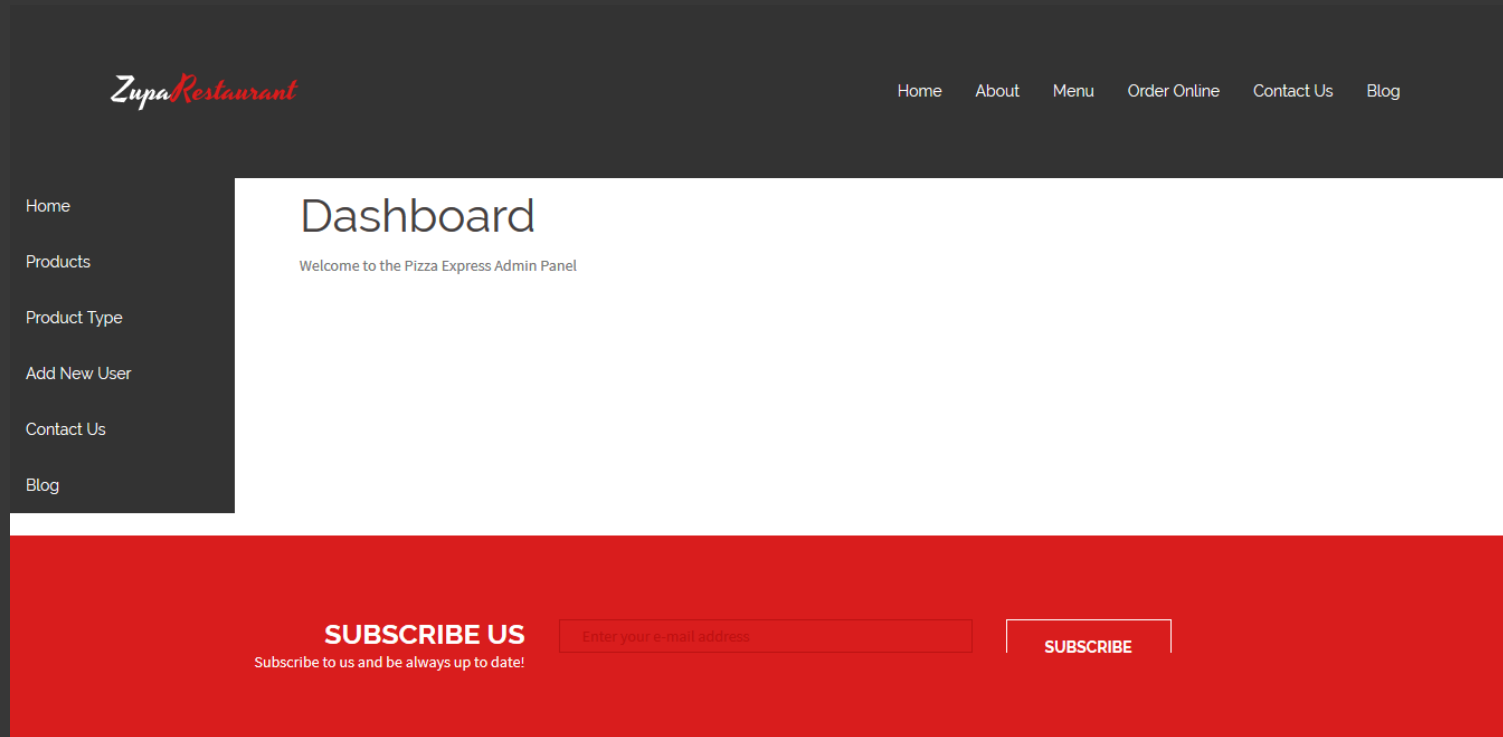 ZupaRestaurant
Home About Menu Order Online Contact Us Blog
Home
Products
Product Type
Add New User
Contact Us
Blog
Dashboard
Welcome to the Pizza Express Admin Panel
SUBSCRIBE US
Subscribe to us and be always up to date!
Enter your e-mail address
SUBSCRIBE